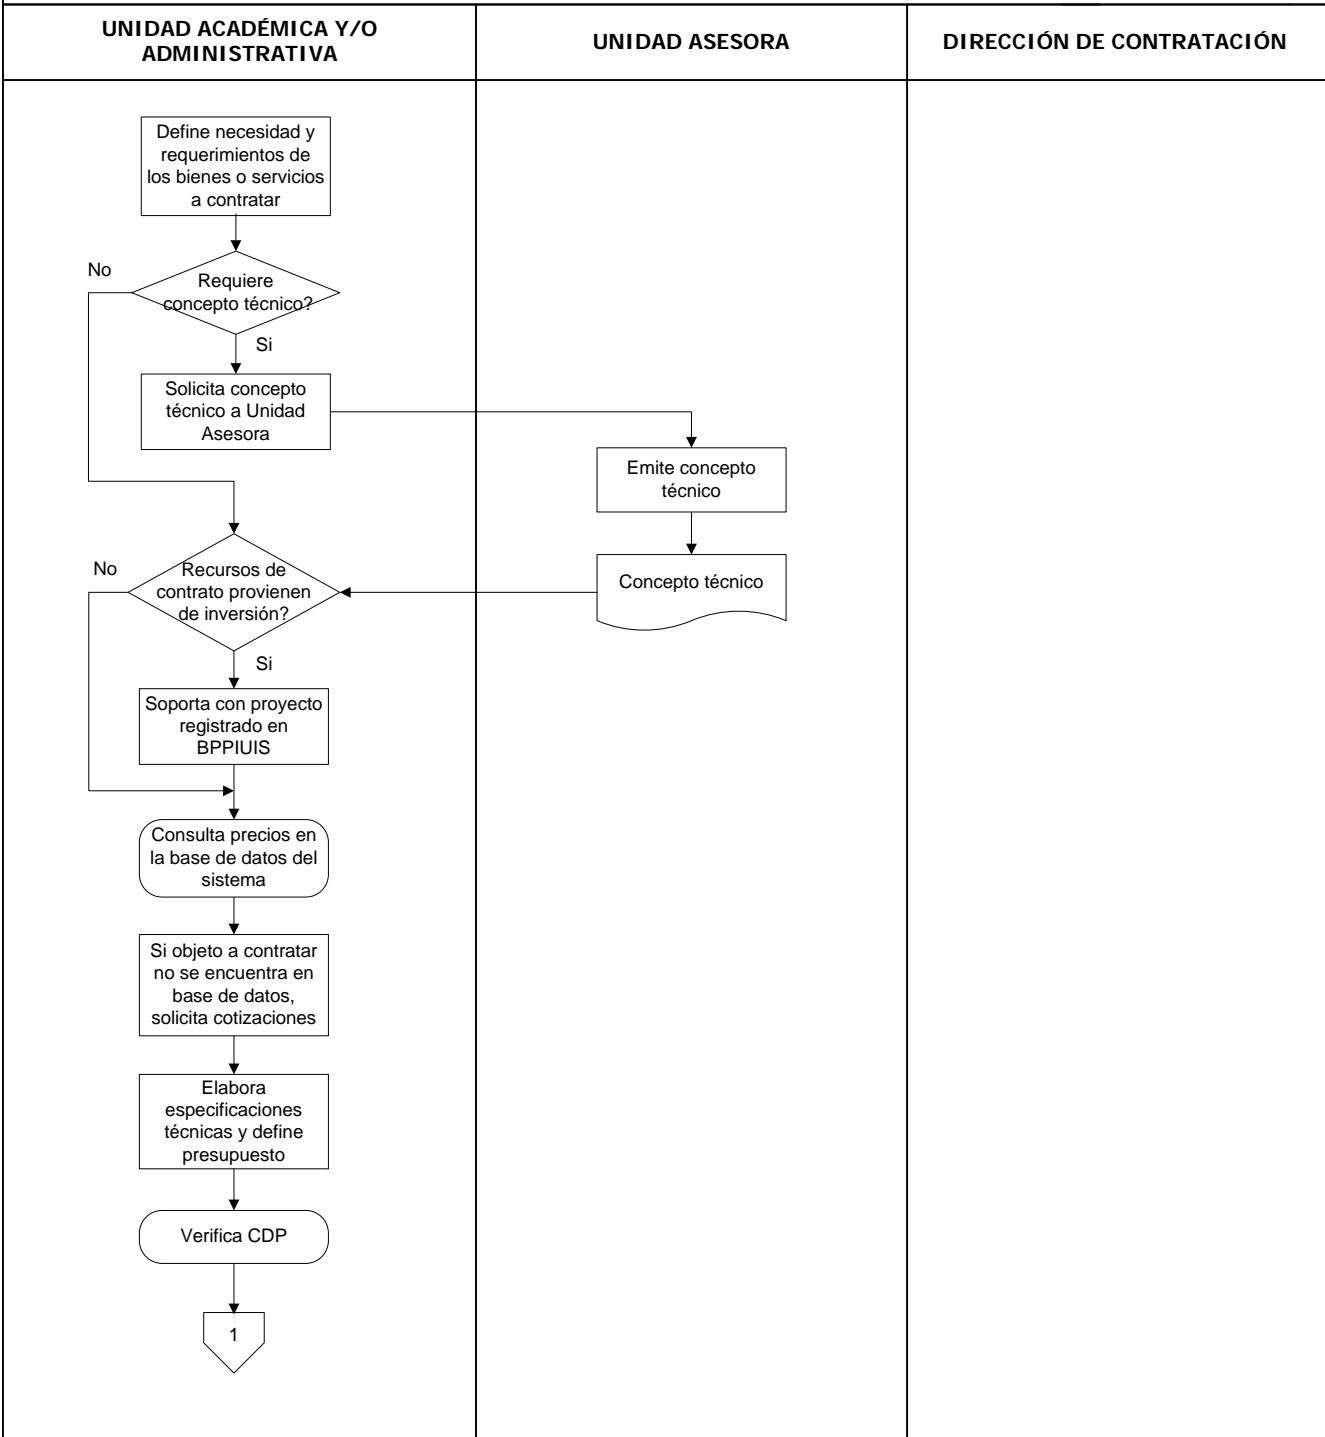 UNIDAD ACADÉMICA Y/O
ADMINISTRATIVA
UNIDAD ASESORA
DIRECCIÓN DE CONTRATACIÓN
Define necesidad y
requerimientos de
los bienes o servicios
a contratar
No
Requiere
concepto técnico?
Si
Solicita concepto
técnico a Unidad
Asesora
Emite concepto
técnico
Concepto técnico
No
Recursos de
contrato provienen
de inversión?
Si
Soporta con proyecto
registrado en
BPPIUIS
Consulta precios en
la base de datos del
sistema
Si objeto a contratar
no se encuentra en
base de datos,
solicita cotizaciones
Elabora
especificaciones
técnicas y define
presupuesto
Verifica CDP
1